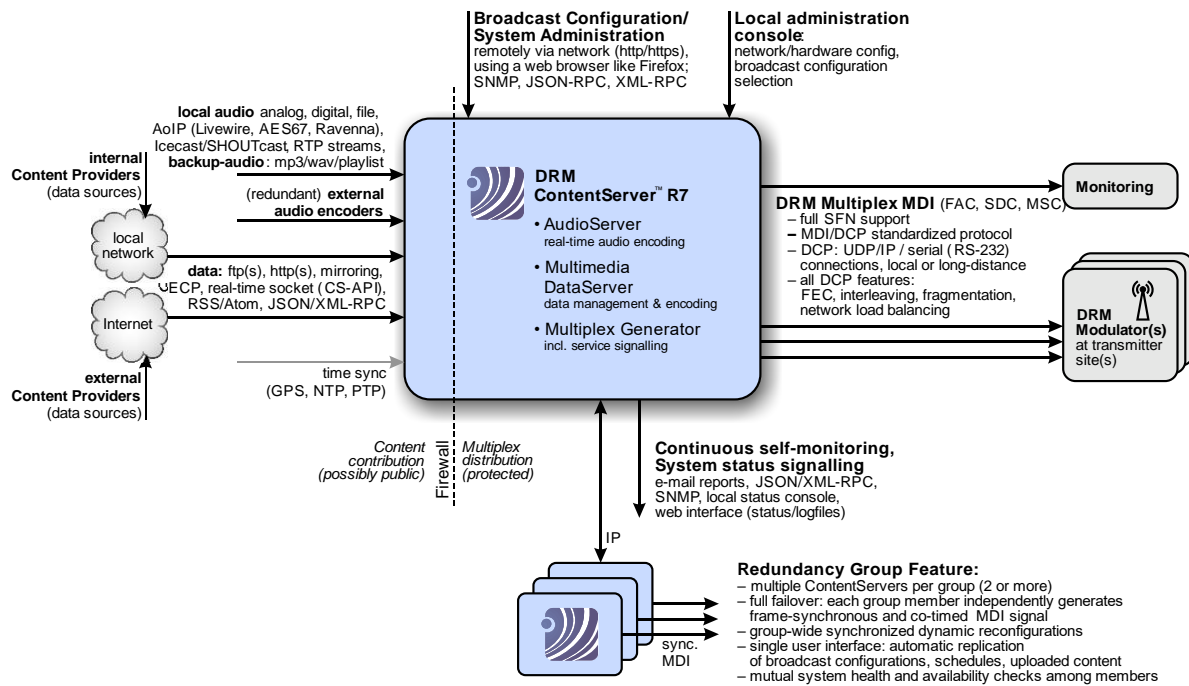 Broadcast Configuration/
System Administration
remotely via network (http/https),
using a web browser like Firefox;
SNMP, JSON-RPC, XML-RPC
Local administration
console:
network/hardware config,
broadcast configuration
selection
local audio analog, digital, file,
AoIP (Livewire, AES67, Ravenna),
Icecast/SHOUTcast, RTP streams,
backup-audio: mp3/wav/playlist
internal
Content Providers
(data sources)
(redundant) external
audio encoders
local
network
data: ftp(s), http(s), mirroring,
real-time socket (CS-API),
RSS/Atom, JSON/XML-RPC
Internet
time sync
(GPS, NTP, PTP)
external
Content Providers
(data sources)
Content
contribution
(possibly public)
Firewall
Multiplex
distribution
(protected)
DRM
ContentServer™ R7
• AudioServer
real-time audio encoding
• Multimedia
DataServer
data management & encoding
• Multiplex Generator
incl. service signalling
Monitoring
DRM Multiplex MDI (FAC, SDC, MSC)
– full SFN support
– MDI/DCP standardized protocol
– DCP: UDP/IP / serial (RS-232)
connections, local or long-distance
– all DCP features:
FEC, interleaving, fragmentation,
network load balancing
DRM
Modulator(s)
at transmitter
site(s)
Continuous self-monitoring,
System status signalling
e-mail reports, JSON/XML-RPC,
SNMP, local status console,
web interface (status/logfiles)
IP
sync.
MDI
Redundancy Group Feature:
– multiple ContentServers per group (2 or more)
– full failover: each group member independently generates
frame-synchronous and co-timed MDI signal
– group-wide synchronized dynamic reconfigurations
– single user interface: automatic replication
of broadcast configurations, schedules, uploaded content
– mutual system health and availability checks among members